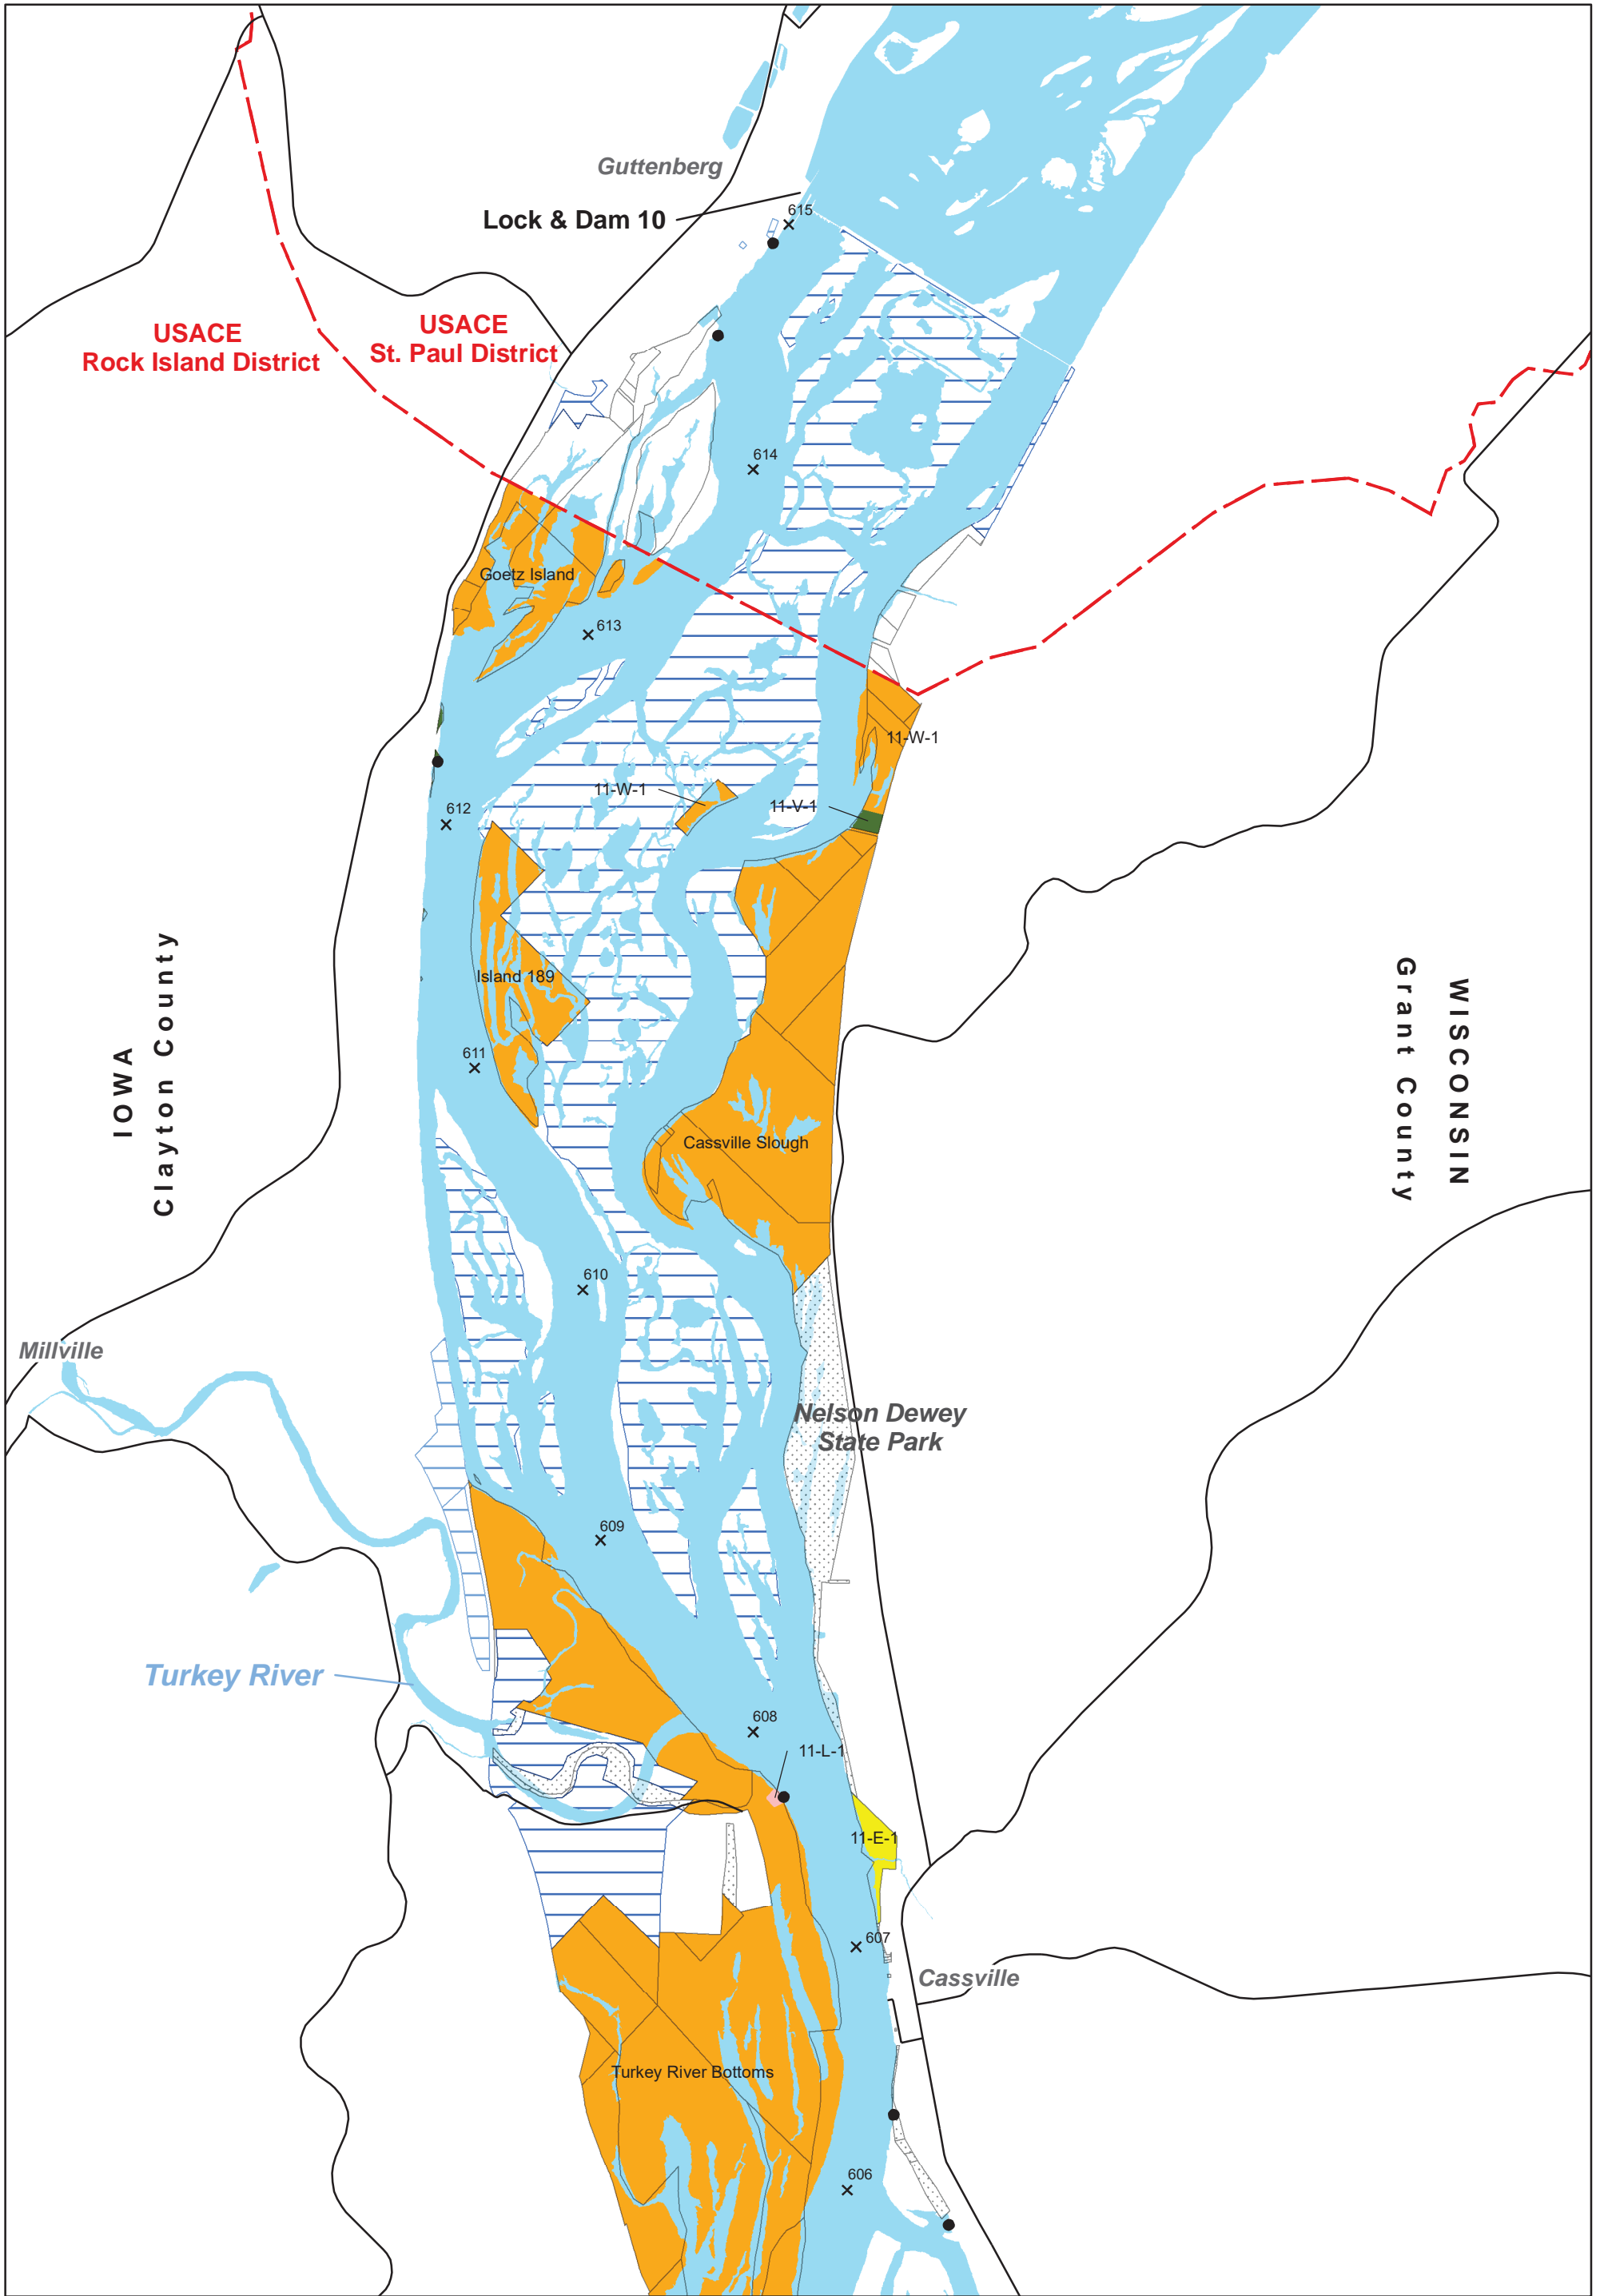 Guttenberg
Lock & Dam 10
615
USACE
Rock Island District
USACE
St. Paul District
614
Goetz Island
613
11-W-1
11-W-1
11-V-1
612
Island 189
611
Cassville Slough
IOWA
Clayton County
WISCONSIN
Grant County
610
Millville
Nelson Dewey
State Park
609
Turkey River
608
11-L-1
11-E-1
607
Cassville
Turkey River Bottoms
606